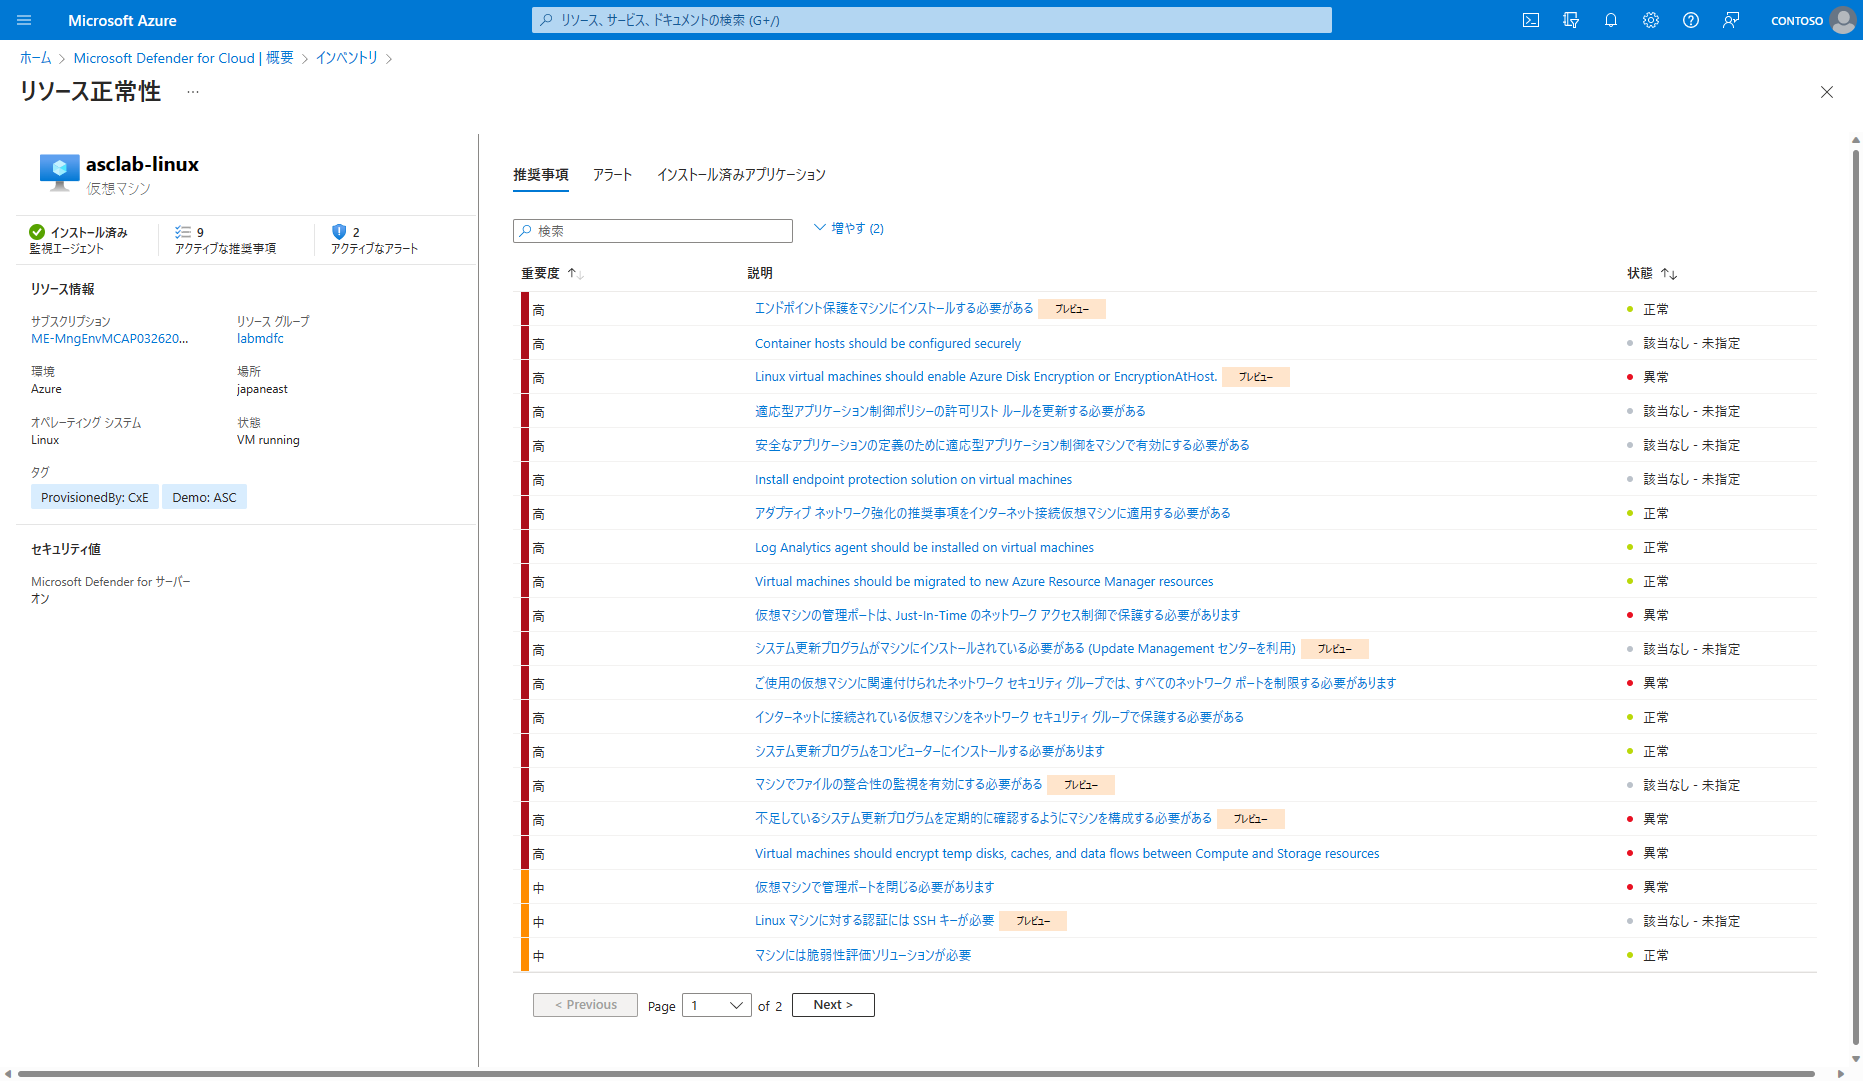 Microsoft Azure
リソース、サービス、ドキュメントの検索 (G+/)
CONTOSO
ホーム > Microsoft Defender for Cloud | 概要 > インベントリ >
リソース正常性 …
asclab-linux
仮想マシン
インストール済み
監視エージェント
9
アクティブな推奨事項
2
アクティブなアラート
リソース情報
サブスクリプション
ME-MngEnvMCAP032620...
リソース グループ
labmdfc
環境
Azure
場所
japaneast
オペレーティング システム
Linux
状態
VM running
タグ
ProvisionedBy: CxE
Demo: ASC
セキュリティ値
Microsoft Defender for サーバー
オン
推奨事項 アラート インストール済みアプリケーション
検索
増やす (2)
重要度 ↑↓ 説明 状態 ↑↓
高 エンドポイント保護をマシンにインストールする必要がある プレビュー 正常
高 Container hosts should be configured securely 該当なし - 未指定
高 Linux virtual machines should enable Azure Disk Encryption or EncryptionAtHost. プレビュー 異常
高 適応型アプリケーション制御ポリシーの許可リスト ルールを更新する必要がある 該当なし - 未指定
高 安全なアプリケーションの定義のために適応型アプリケーション制御をマシンで有効にする必要がある 該当なし - 未指定
高 Install endpoint protection solution on virtual machines 該当なし - 未指定
高 アダプティブ ネットワーク強化の推奨事項をインターネット接続仮想マシンに適用する必要がある 正常
高 Log Analytics agent should be installed on virtual machines 正常
高 Virtual machines should be migrated to new Azure Resource Manager resources 正常
高 仮想マシンの管理ポートは、Just-In-Time のネットワーク アクセス制御で保護する必要があります 異常
高 システム更新プログラムがマシンにインストールされている必要がある (Update Management センターを利用) プレビュー 該当なし - 未指定
高 ご使用の仮想マシンに関連付けられたネットワーク セキュリティ グループでは、すべてのネットワーク ポートを制限する必要があります 異常
高 インターネットに接続されている仮想マシンをネットワーク セキュリティ グループで保護する必要がある 正常
高 システム更新プログラムをコンピューターにインストールする必要があります 正常
高 マシンでファイルの整合性の監視を有効にする必要がある プレビュー 該当なし - 未指定
高 不足しているシステム更新プログラムを定期的に確認するようにマシンを構成する必要がある プレビュー 異常
高 Virtual machines should encrypt temp disks, caches, and data flows between Compute and Storage resources 異常
中 仮想マシンで管理ポートを閉じる必要があります 異常
中 Linux マシンに対する認証には SSH キーが必要 プレビュー 該当なし - 未指定
中 マシンには脆弱性評価ソリューションが必要 正常
< Previous Page 1 of 2 Next >